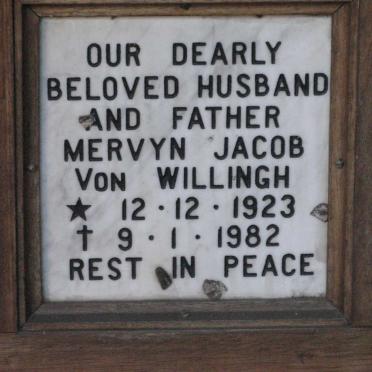 OUR DEARLY
BELOVED HUSBAND
AND FATHER
MERVYN JACOB
VON WILLINGH
★ 12 · 12 · 1923
† 9 · 1 · 1982
REST IN PEACE